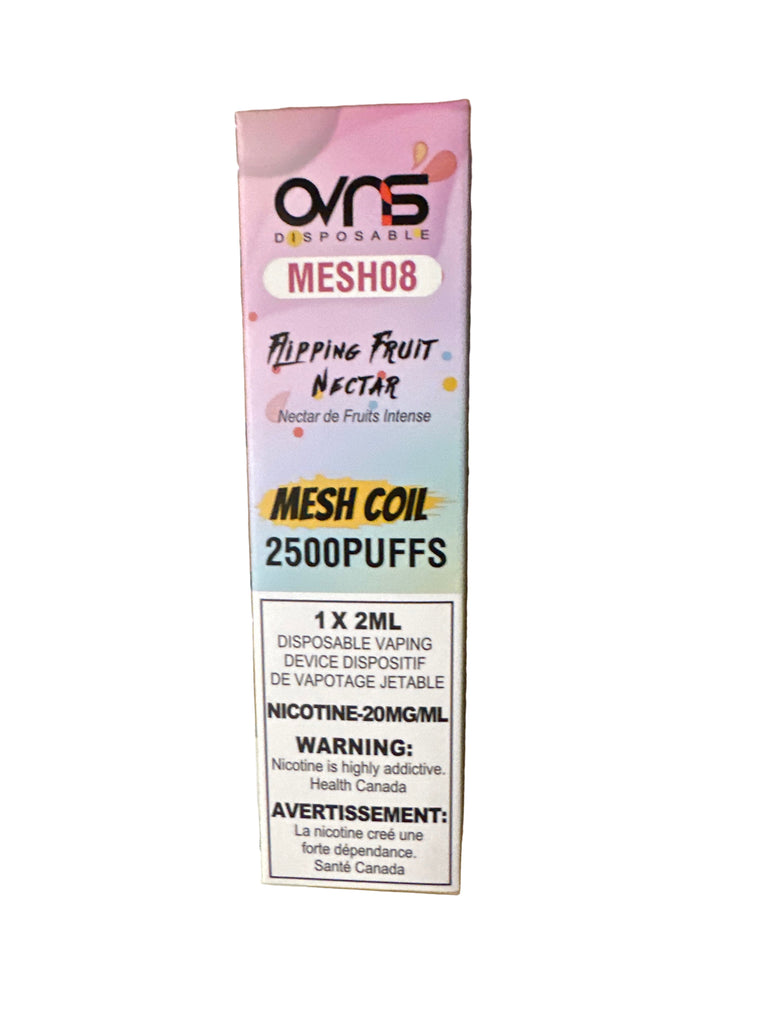 OVNS
DISPOSABLE
MESH08
FLIPPING FRUIT
NECTAR
Nectar de Fruits Intense
MESH COIL
2500PUFFS
1 X 2ML
DISPOSABLE VAPING
DEVICE DISPOSITIF
DE VAPOTAGE JETABLE
NICOTINE-20MG/ML
WARNING:
Nicotine is highly addictive.
Health Canada
AVERTISSEMENT:
La nicotine creé une
forte dépendance.
Santé Canada